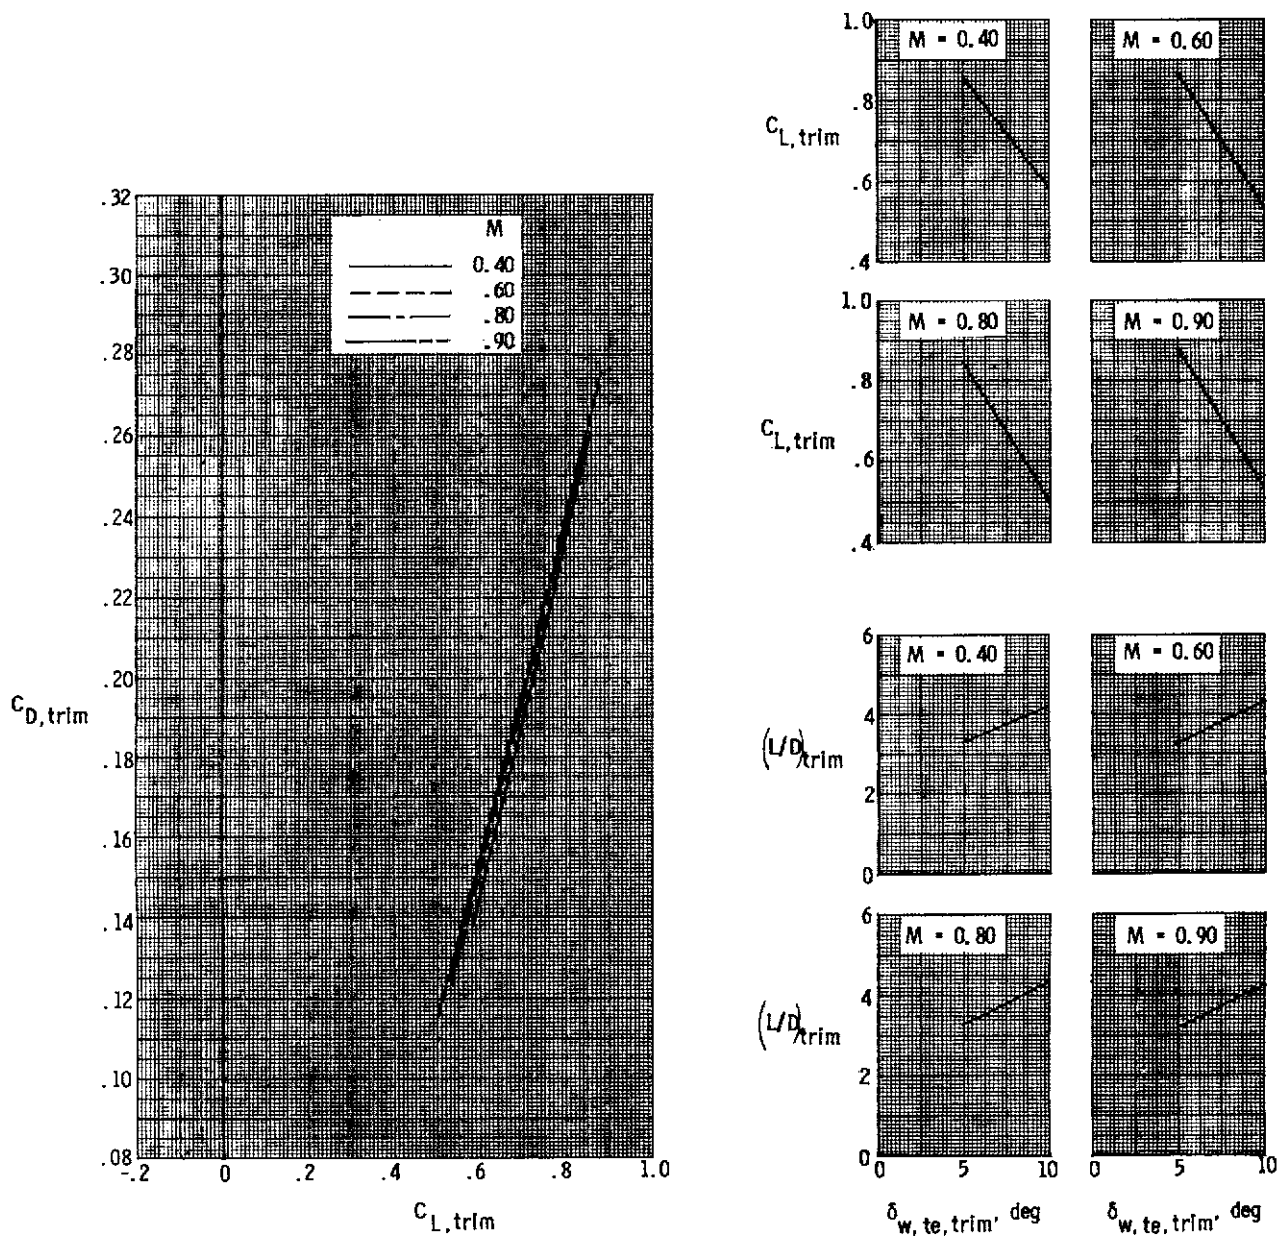 .32
.30
.28
.26
.24
.22
.20
.18
.16
.14
.12
.10
.08
C_D,trim
-.2 0 .2 .4 .6 .8 1.0
C_L,trim
M
0.40
.60
.80
.90
1.0
.8
.6
.4
C_L,trim
M = 0.40
M = 0.60
1.0
.8
.6
.4
C_L,trim
M = 0.80
M = 0.90
6
4
2
0
(L/D)trim
M = 0.40
M = 0.60
6
4
2
0
(L/D)trim
M = 0.80
M = 0.90
0 5 10
0 5 10
δw, te, trim, deg
δw, te, trim, deg